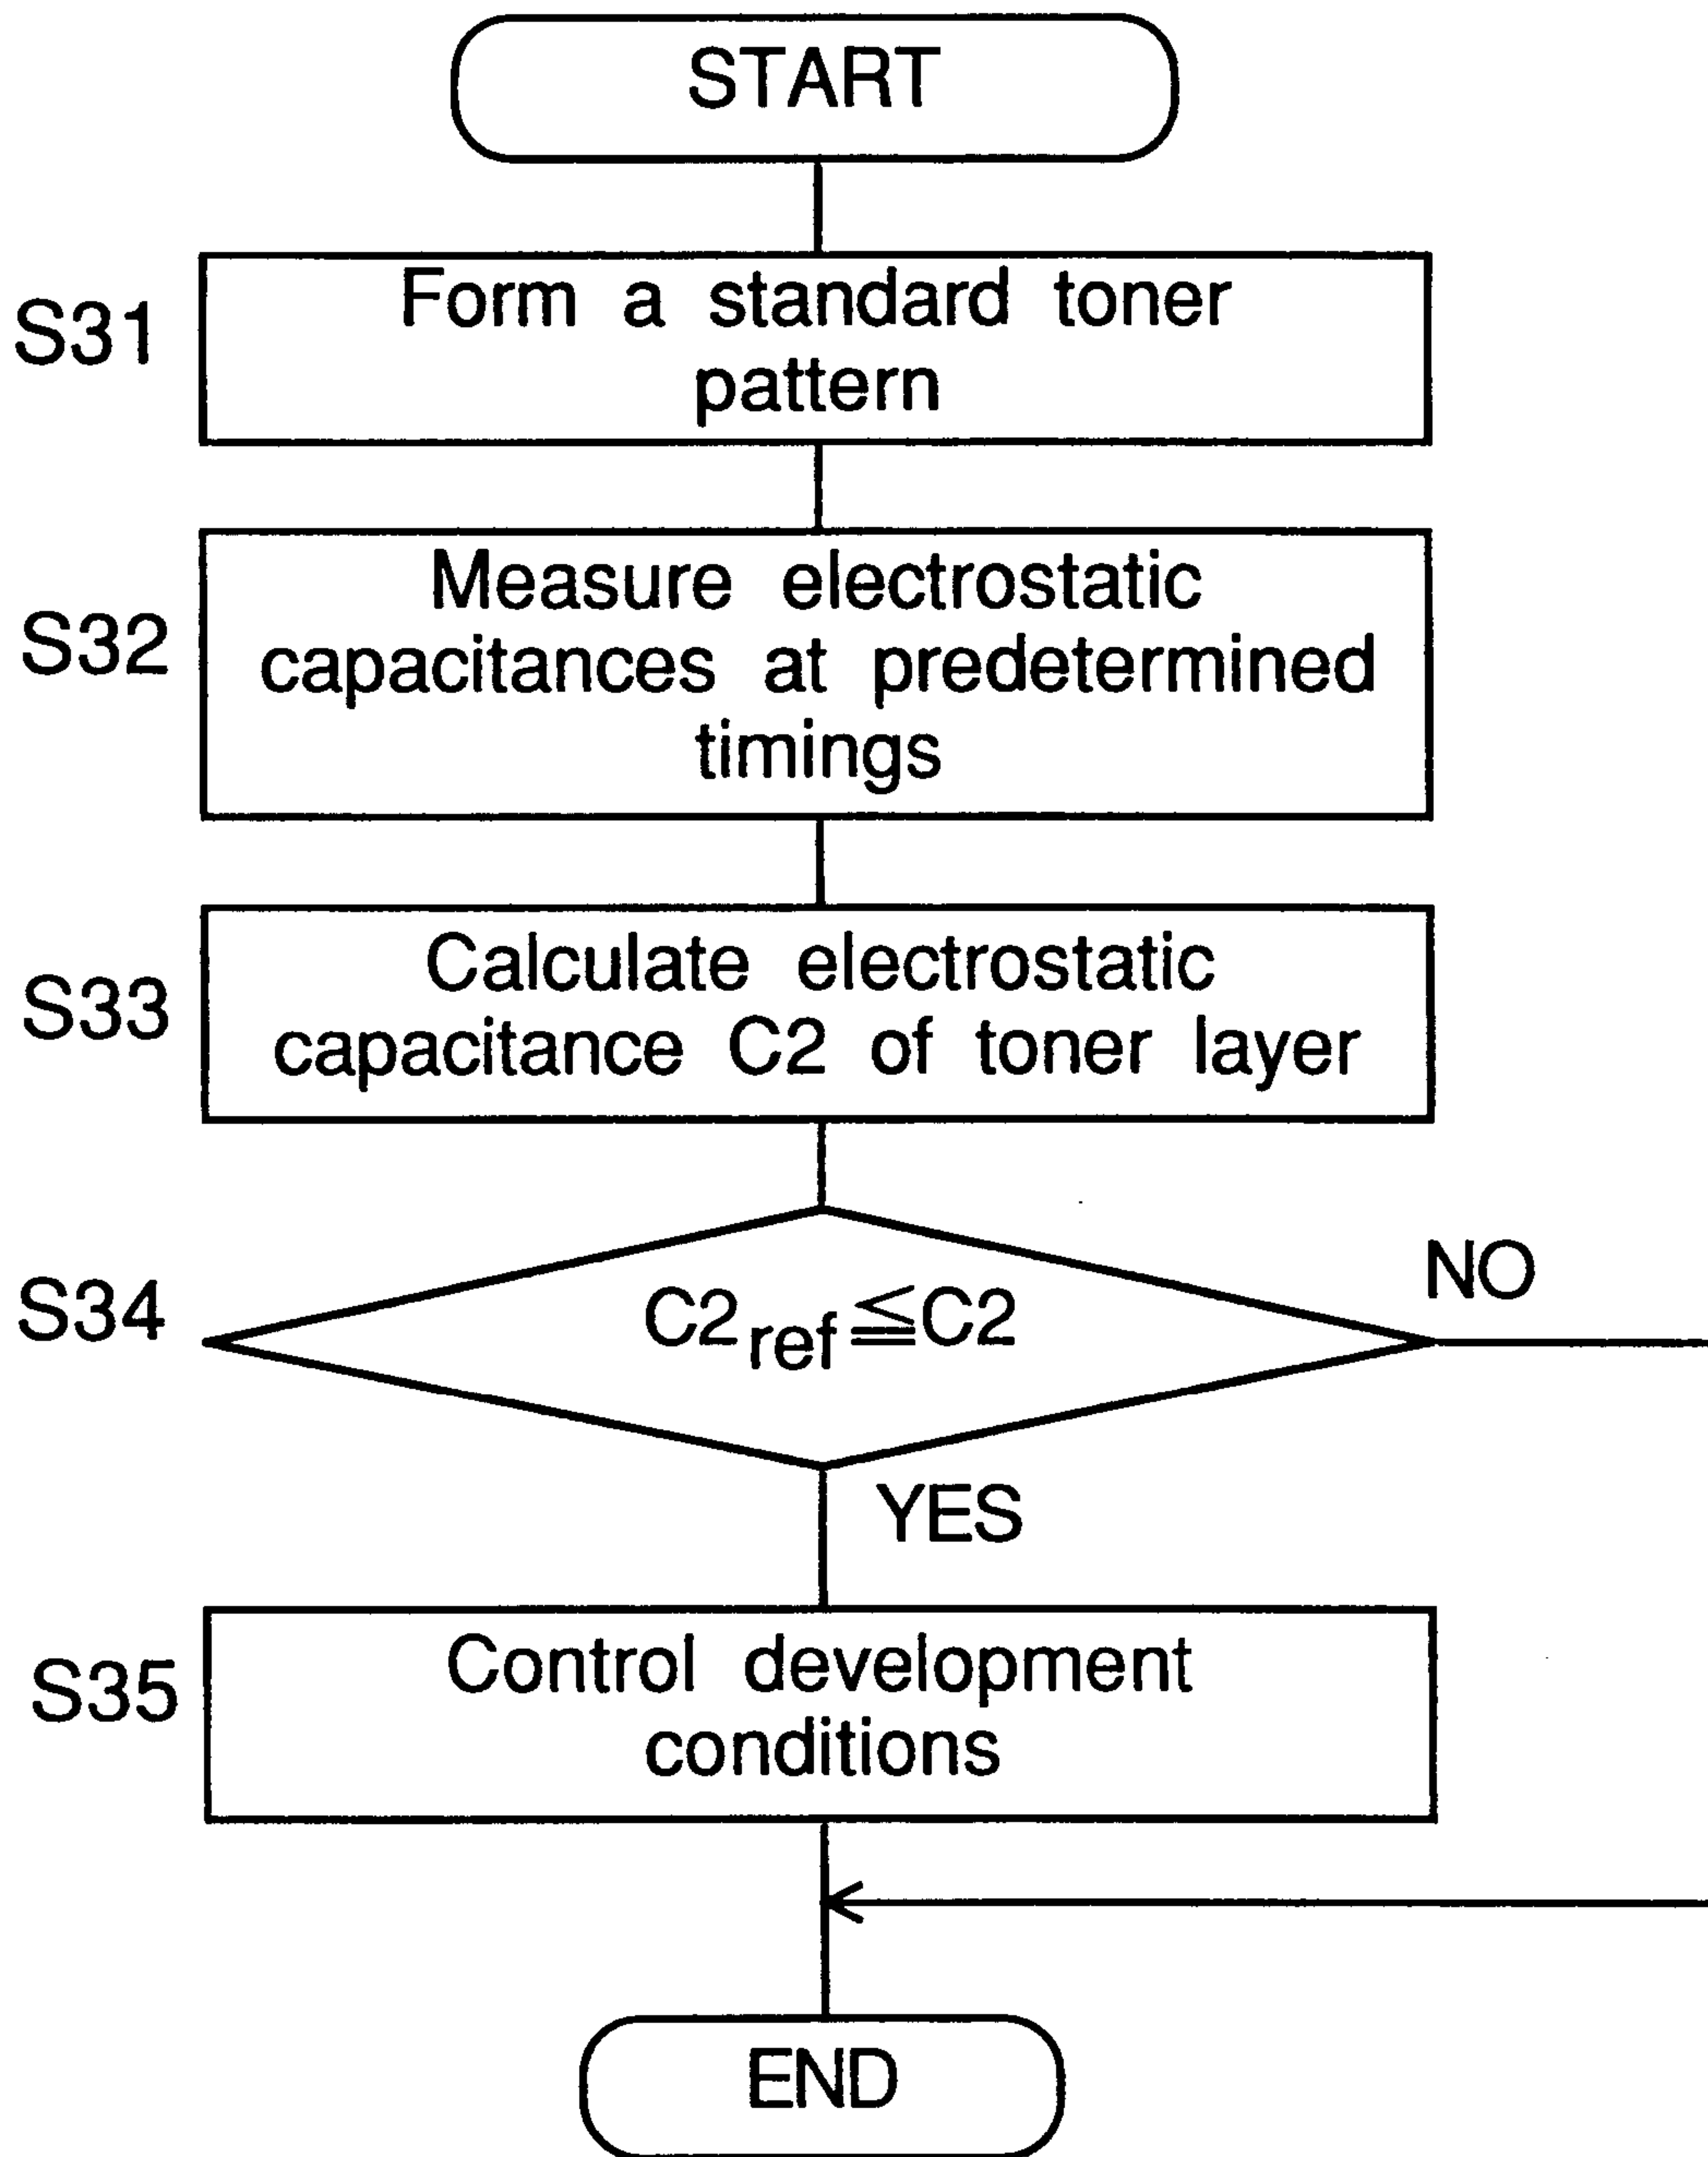 START
S31
Form a standard toner
pattern
S32
Measure electrostatic
capacitances at predetermined
timings
S33
Calculate electrostatic
capacitance C2 of toner layer
S34
C2ref≦C2
NO
YES
S35
Control development
conditions
END